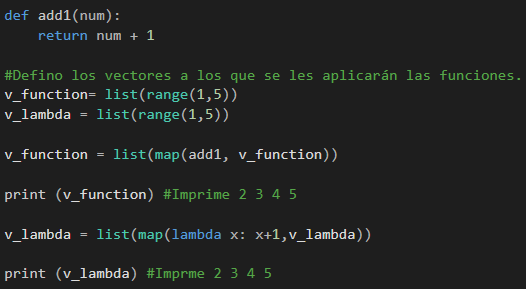 def add1(num):
    return num + 1
#Defino los vectores a los que se les aplicarán las funciones.
v_function= list(range(1,5))
v_lambda = list(range(1,5))
v_function = list(map(add1, v_function))
print (v_function) #Imprime 2 3 4 5
v_lambda = list(map(lambda x: x+1,v_lambda))
print (v_lambda) #Imprme 2 3 4 5